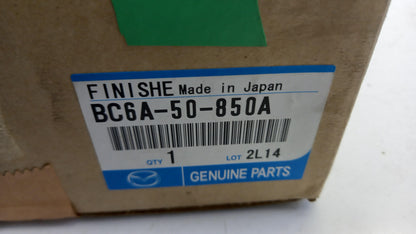 FINISHE Made in Japan
BC6A-50-850A
QTY 1 LOT 2L14
GENUINE PARTS